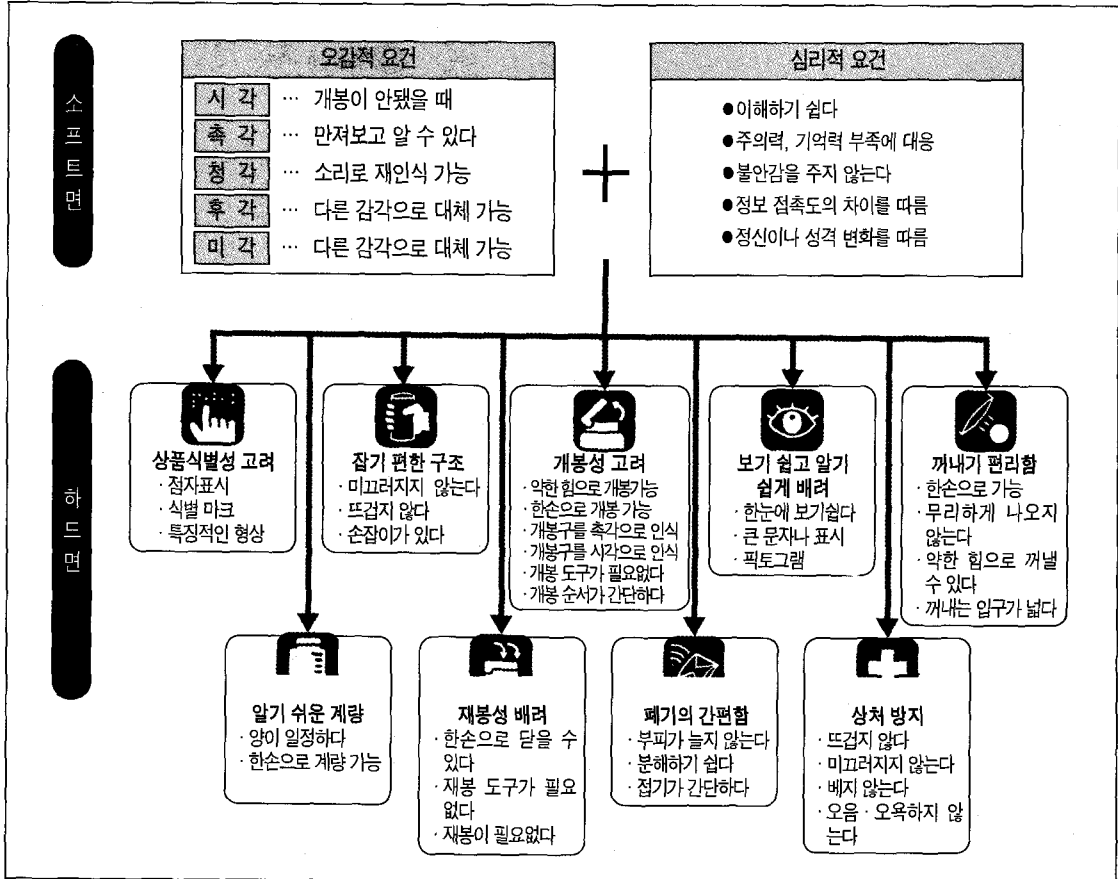 소프트면
오감적 요건
시 각 … 개봉이 안됐을 때
촉 각 … 만져보고 알 수 있다
청 각 … 소리로 재인식 가능
후 각 … 다른 감각으로 대체 가능
미 각 … 다른 감각으로 대체 가능
심리적 요건
●이해하기 쉽다
●주의력, 기억력 부족에 대응
●불안감을 주지 않는다
●정보 접촉도의 차이를 따름
●정신이나 성격 변화를 따름
하드면
상품식별성 고려
· 점자표시
· 식별 마크
· 특징적인 형상
잡기 편한 구조
· 미끄러지지 않는다
· 뜨겁지 않다
· 손잡이가 있다
개봉성 고려
· 약한 힘으로 개봉가능
· 한손으로 개봉 가능
· 개봉구를 촉각으로 인식
· 개봉구를 시각으로 인식
· 개봉 도구가 필요없다
· 개봉 순서가 간단하다
보기 쉽고 알기
쉽게 배려
· 한눈에 보기쉽다
· 큰 문자나 표시
· 픽토그램
꺼내기 편리함
· 한손으로 가능
· 무리하게 나오지
않는다
· 약한 힘으로 꺼낼
수 있다
· 꺼내는 입구가 넓다
알기 쉬운 계량
· 양이 일정하다
· 한손으로 계량 가능
재봉성 배려
· 한손으로 닫을 수
있다
· 재봉 도구가 필요
없다
· 재봉이 필요없다
폐기의 간편함
· 부피가 늘지 않는다
· 분해하기 쉽다
· 접기가 간단하다
상처 방지
· 뜨겁지 않다
· 미끄러지지 않는다
· 베지 않는다
· 오음 · 오욕하지 않
는다